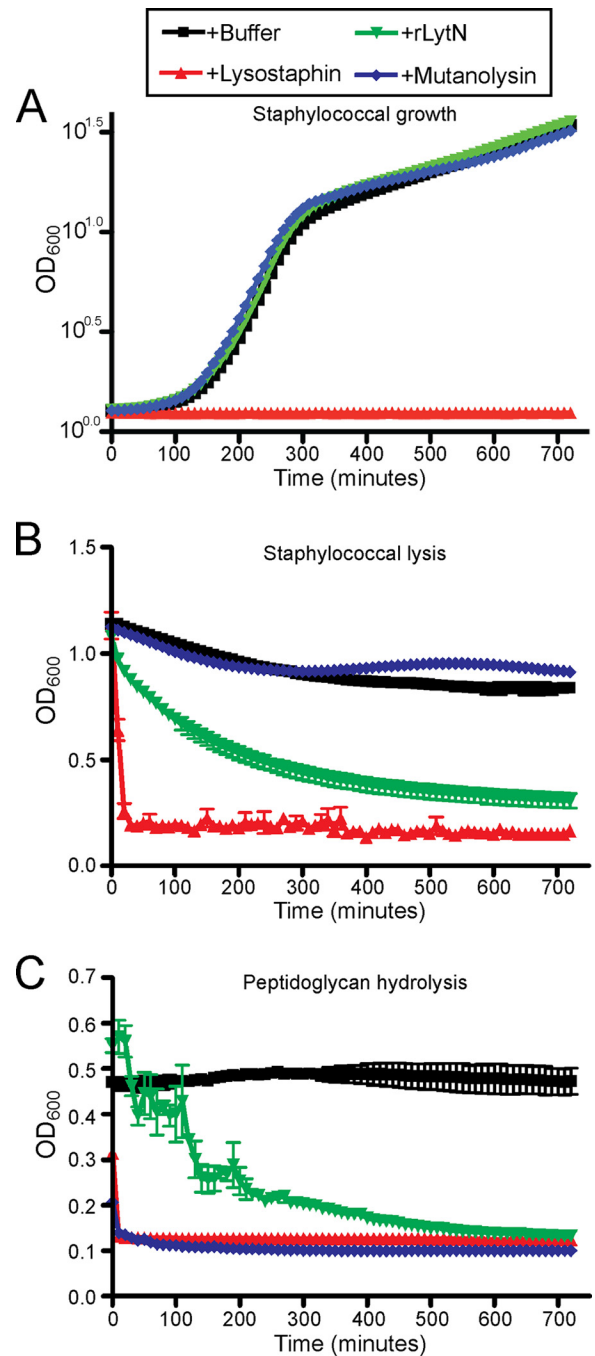 +Buffer +rLytN
+Lysostaphin +Mutanolysin
A
Staphylococcal growth
10^1.5
10^1.0
10^0.5
10^0.0
OD600
0 100 200 300 400 500 600 700
Time (minutes)
B
Staphylococcal lysis
1.5
1.0
0.5
0.0
OD600
0 100 200 300 400 500 600 700
Time (minutes)
C
Peptidoglycan hydrolysis
0.7
0.6
0.5
0.4
0.3
0.2
0.1
0.0
OD600
0 100 200 300 400 500 600 700
Time (minutes)